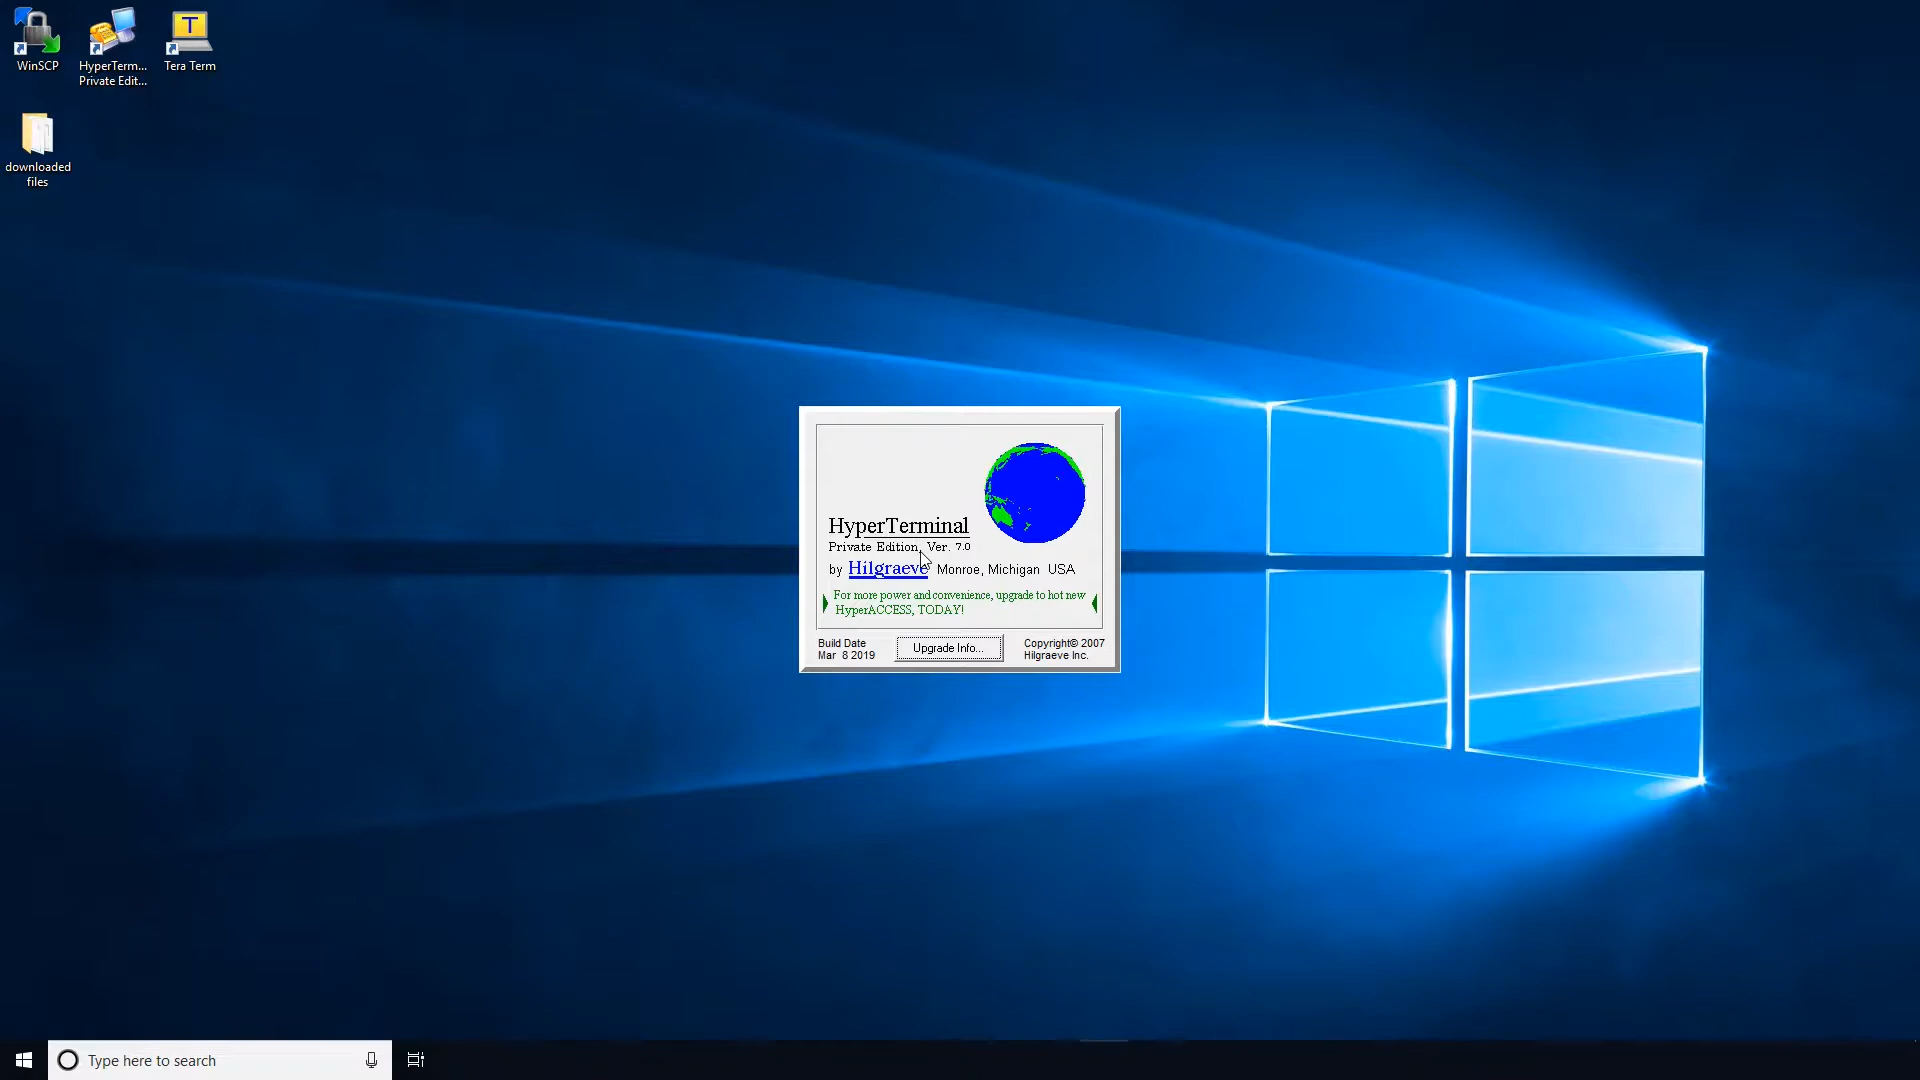 WinSCP
HyperTerm...
Private Edit...
T
Tera Term
downloaded
files
HyperTerminal
Private Edition, Ver. 7.0
by Hilgraeve Monroe, Michigan USA
For more power and convenience, upgrade to hot new
HyperACCESS, TODAY!
Build Date
Mar 8 2019
Upgrade Info...
Copyright© 2007
Hilgraeve Inc.
Type here to search